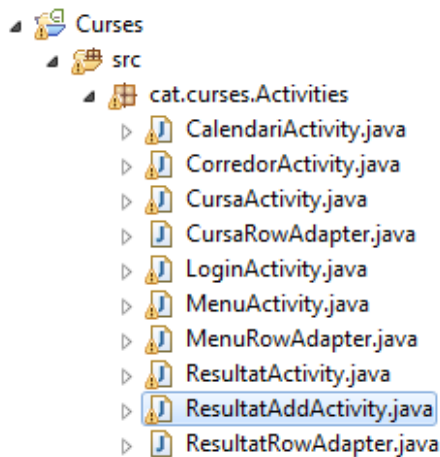 Curses
src
cat.curses.Activities
CalendariActivity.java
CorredorActivity.java
CursaActivity.java
CursaRowAdapter.java
LoginActivity.java
MenuActivity.java
MenuRowAdapter.java
ResultatActivity.java
ResultatAddActivity.java
ResultatRowAdapter.java